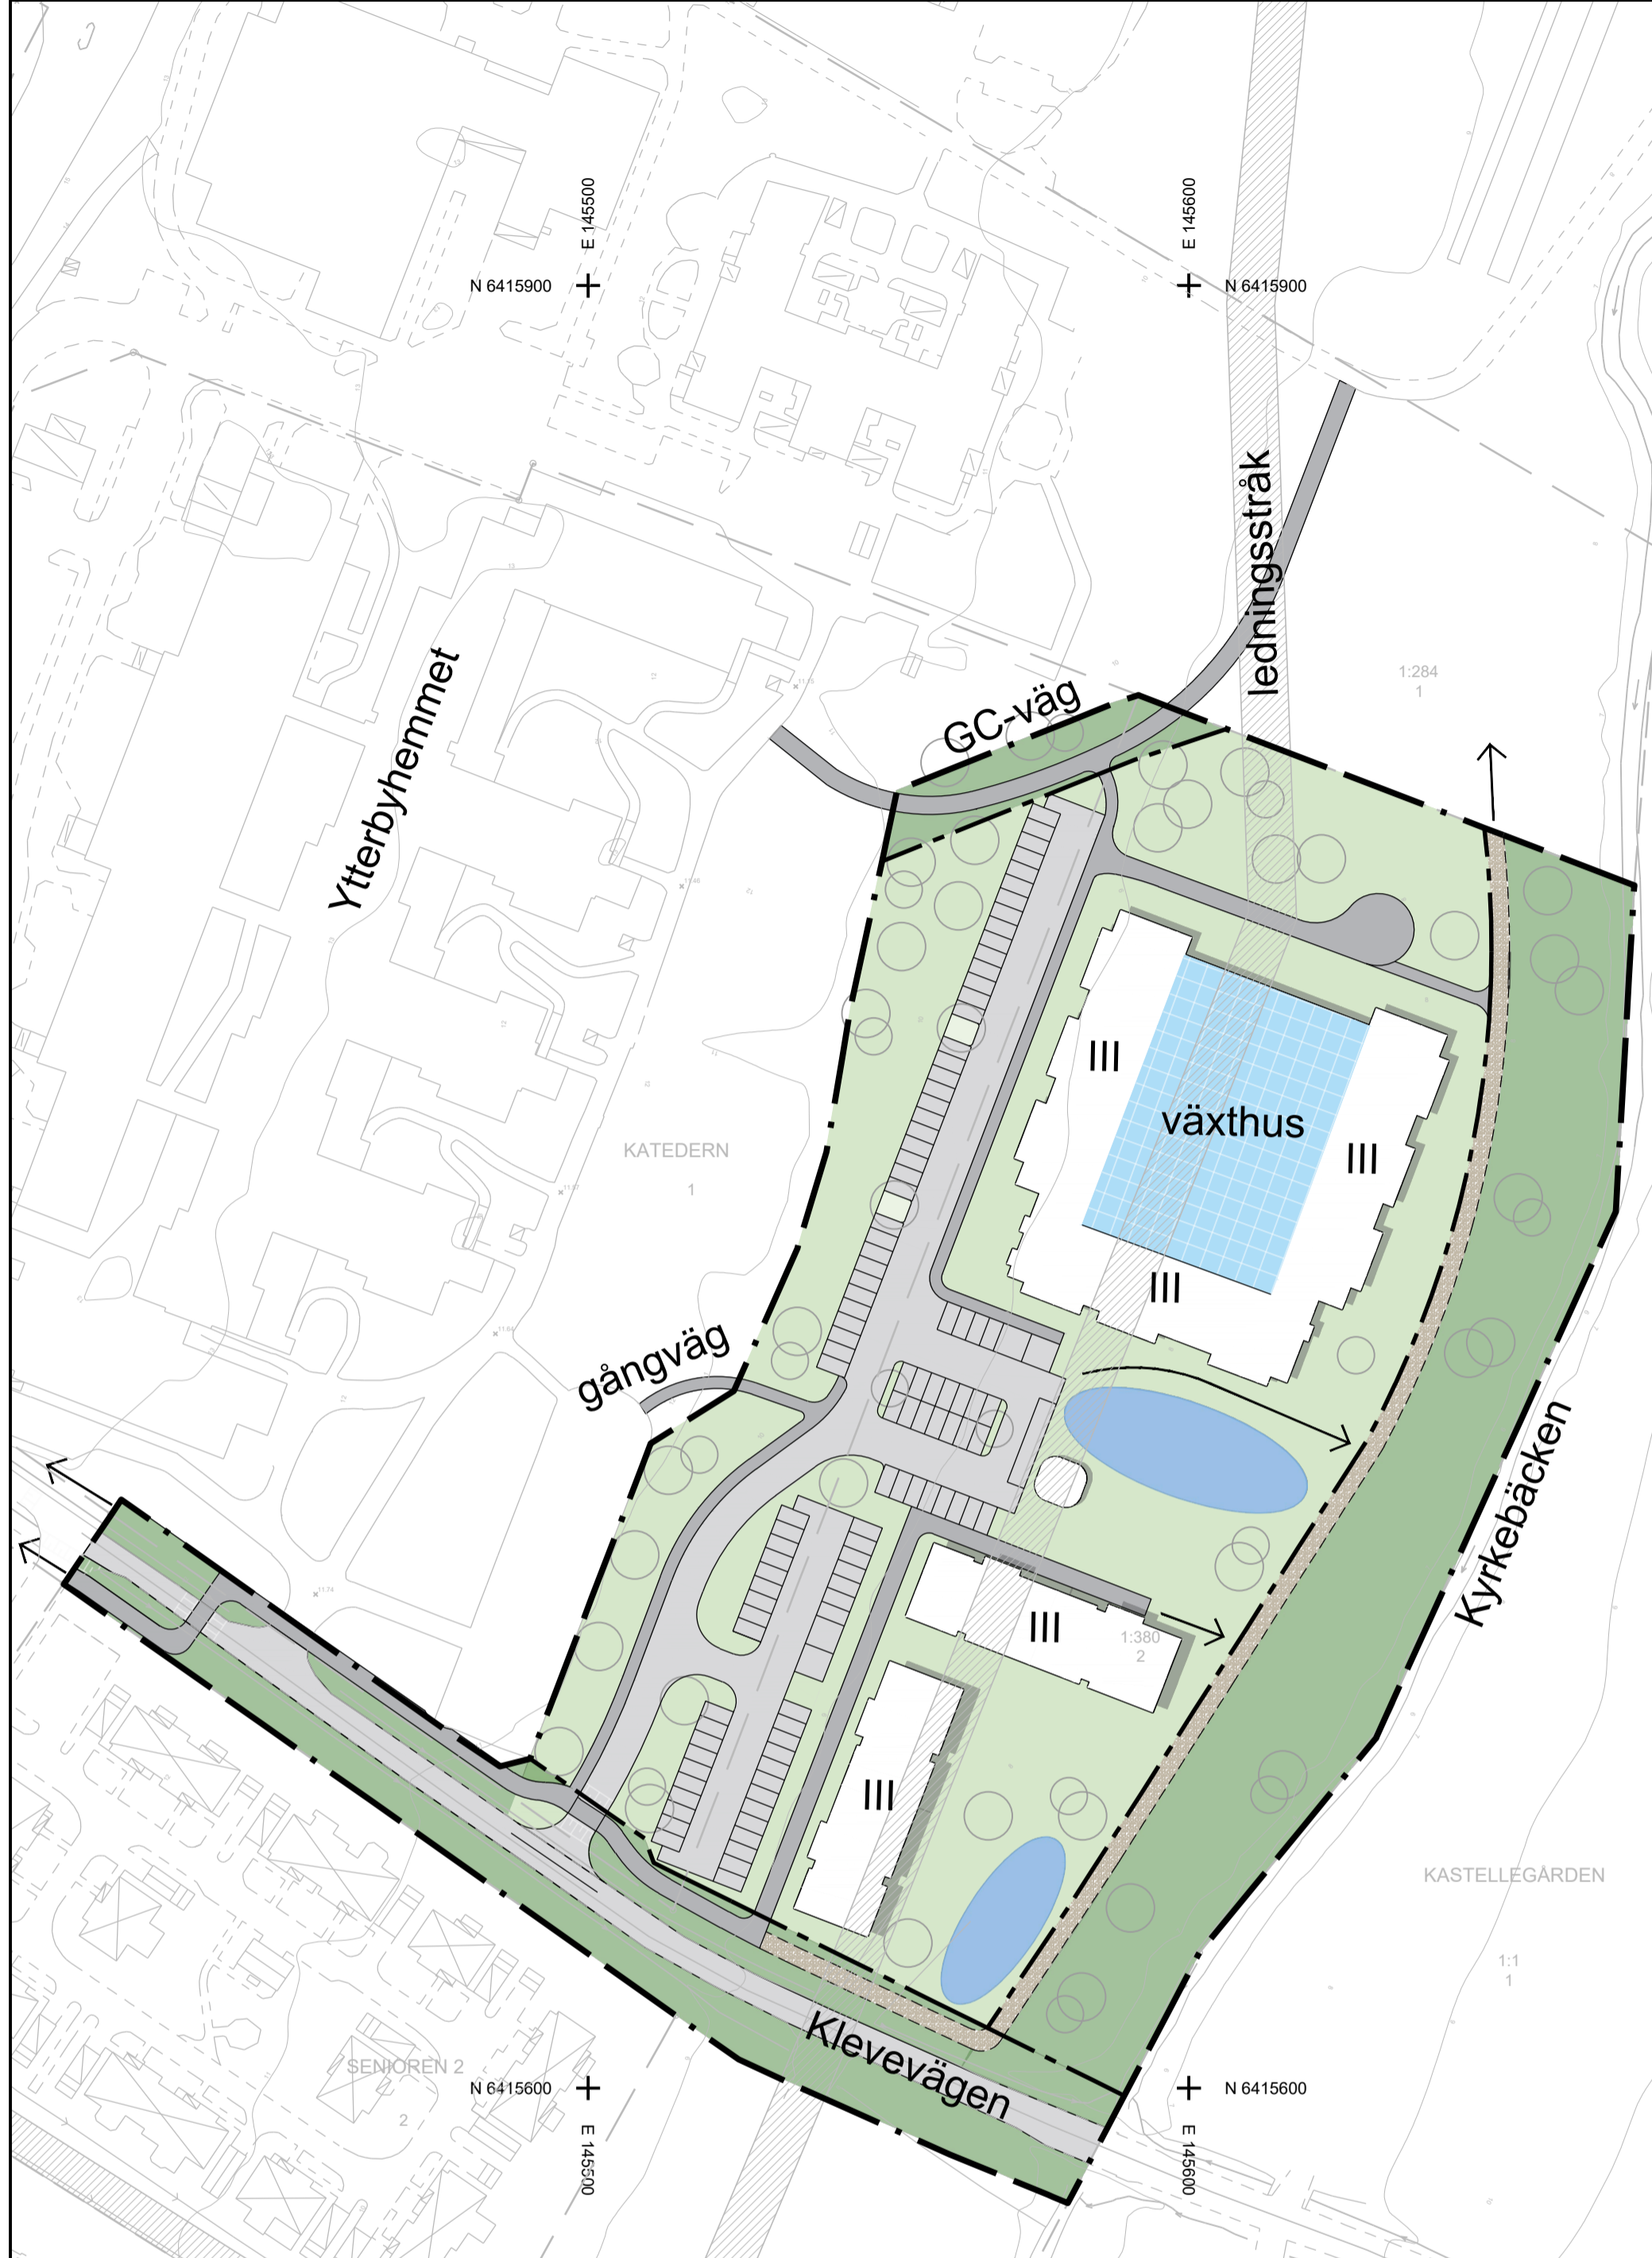 E 145500
E 145600
N 6415900
N 6415900
ledningsstråk
Ytterbyhemmet
GC-väg
1:284
1
III
växthus
III
KATEDERN
1
III
gångväg
Kyrkebäcken
III
1:380
2
III
KASTELLEGÅRDEN
1:1
1
Klevevägen
SENIOREN 2
2
N 6415600
N 6415600
E 145500
E 145600